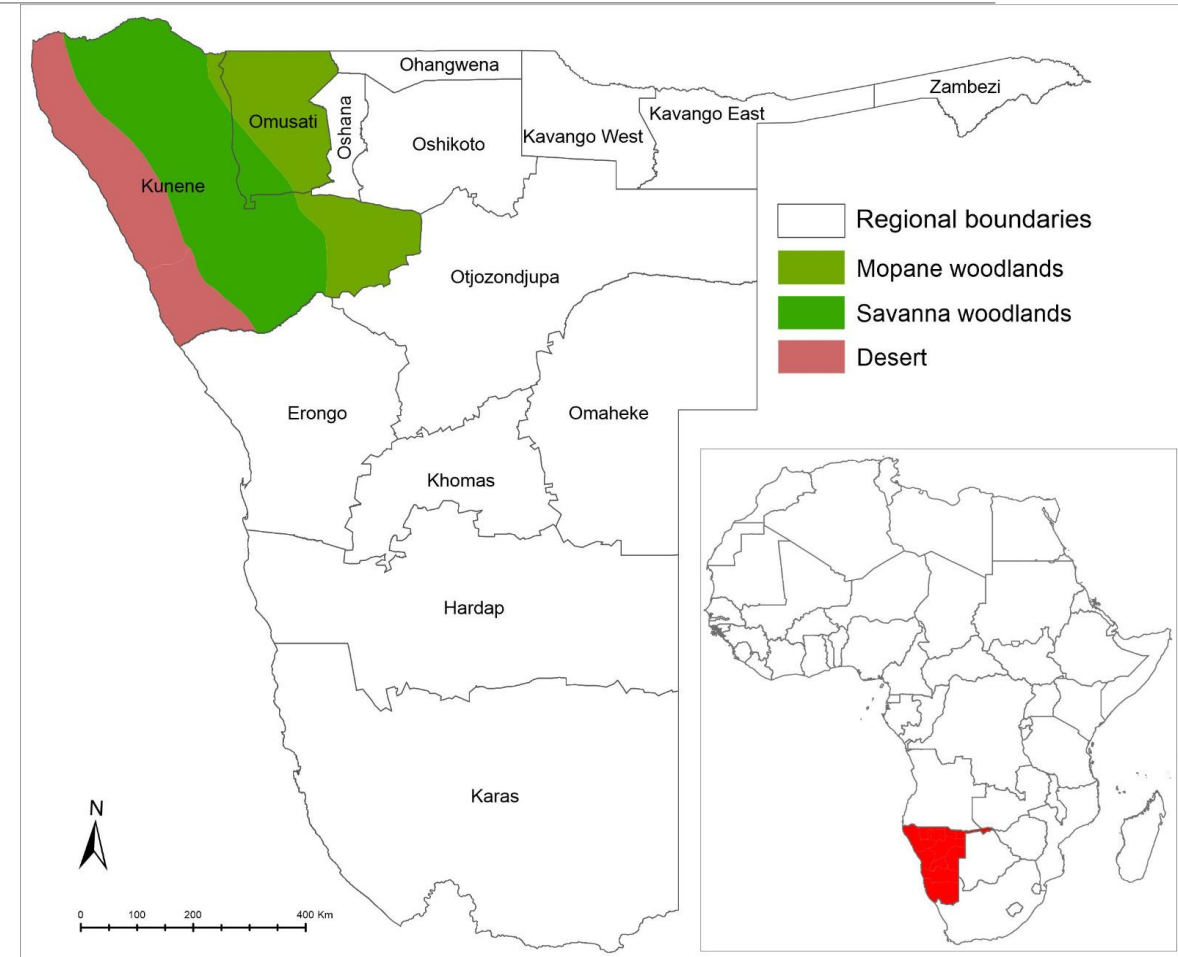 Ohangwena
Zambezi
Kavango East
Omusati
Oshana
Oshikoto
Kavango West
Kunene
Regional boundaries
Mopane woodlands
Savanna woodlands
Desert
Otjozondjupa
Erongo
Omaheke
Khomas
Hardap
Karas
N
0 100 200 400 Km